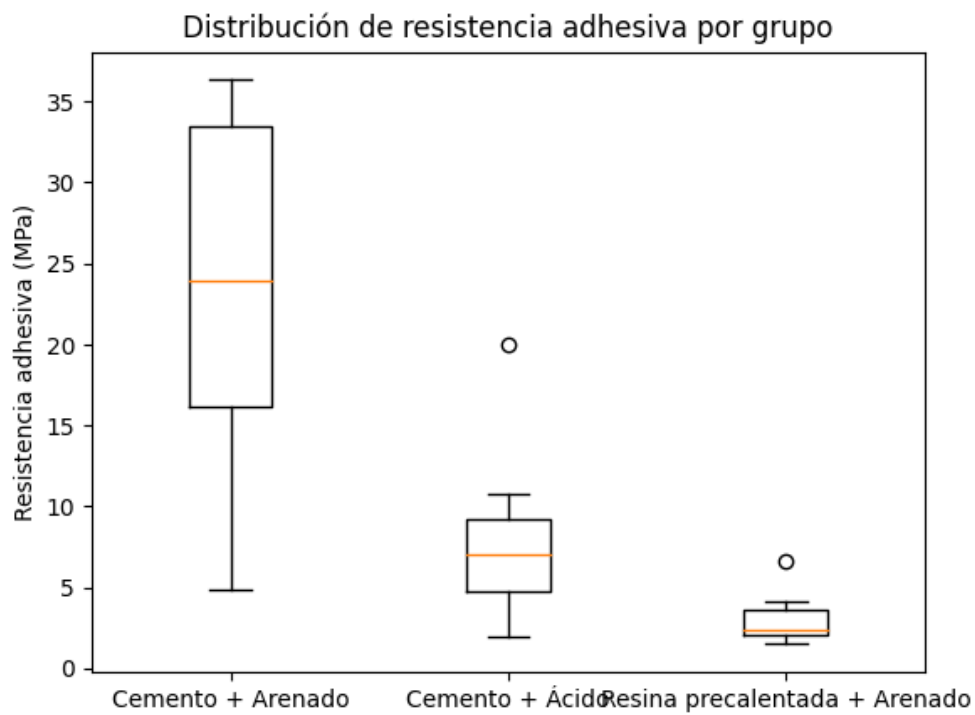 Distribución de resistencia adhesiva por grupo
Resistencia adhesiva (MPa)
35
30
25
20
15
10
5
0
Cemento + Arenado
Cemento + Ácido
Resina precalentada + Arenado